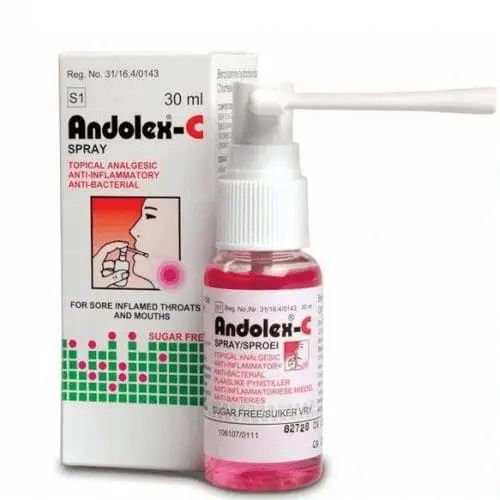 Reg. No. 31/16.4/0143
S1
30 ml
Andolex®-C
SPRAY
TOPICAL ANALGESIC
ANTI-INFLAMMATORY
ANTI-BACTERIAL
FOR SORE INFLAMED THROATS
AND MOUTHS
SUGAR FRE
S1 Reg. No./Nr. 31/16.4/0143 30 ml
Andolex®-C
SPRAY/SPROEI
TOPICAL ANALGESIC
ANTI-INFLAMMATORY
ANTI-BACTERIAL
PLAASLIKE PYNSTILLER
ANTI-INFLAMMATORIESE MIDDEL
ANTI-BAKTERIES
SUGAR FREE/SUIKER VRY
106107/0111
82728